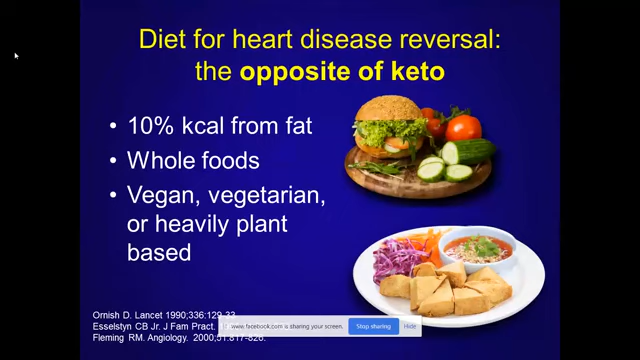 Diet for heart disease reversal:
the opposite of keto
• 10% kcal from fat
• Whole foods
• Vegan, vegetarian,
or heavily plant
based
Ornish D. Lancet 1990;336:129-33.
Esselstyn CB Jr. J Fam Pract.
Fleming RM. Angiology. 2000;51:817-826.
www.facebook.com is sharing your screen.
Stop sharing
Hide